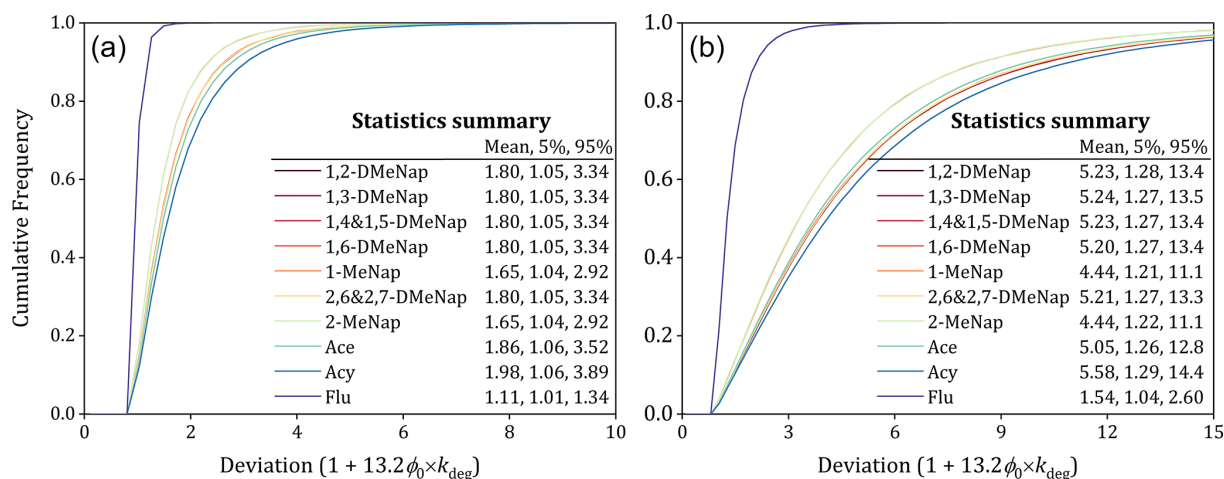 (a)
Cumulative Frequency
1.0
0.8
0.6
0.4
0.2
0.0
Statistics summary
Mean, 5%, 95%
1,2-DMeNap 1.80, 1.05, 3.34
1,3-DMeNap 1.80, 1.05, 3.34
1,4&1,5-DMeNap 1.80, 1.05, 3.34
1,6-DMeNap 1.80, 1.05, 3.34
1-MeNap 1.65, 1.04, 2.92
2,6&2,7-DMeNap 1.80, 1.05, 3.34
2-MeNap 1.65, 1.04, 2.92
Ace 1.86, 1.06, 3.52
Acy 1.98, 1.06, 3.89
Flu 1.11, 1.01, 1.34
0 2 4 6 8 10
Deviation (1 + 13.2ϕ₀×k_deg)
(b)
1.0
0.8
0.6
0.4
0.2
0.0
Statistics summary
Mean, 5%, 95%
1,2-DMeNap 5.23, 1.28, 13.4
1,3-DMeNap 5.24, 1.27, 13.5
1,4&1,5-DMeNap 5.23, 1.27, 13.4
1,6-DMeNap 5.20, 1.27, 13.4
1-MeNap 4.44, 1.21, 11.1
2,6&2,7-DMeNap 5.21, 1.27, 13.3
2-MeNap 4.44, 1.22, 11.1
Ace 5.05, 1.26, 12.8
Acy 5.58, 1.29, 14.4
Flu 1.54, 1.04, 2.60
0 3 6 9 12 15
Deviation (1 + 13.2ϕ₀×k_deg)